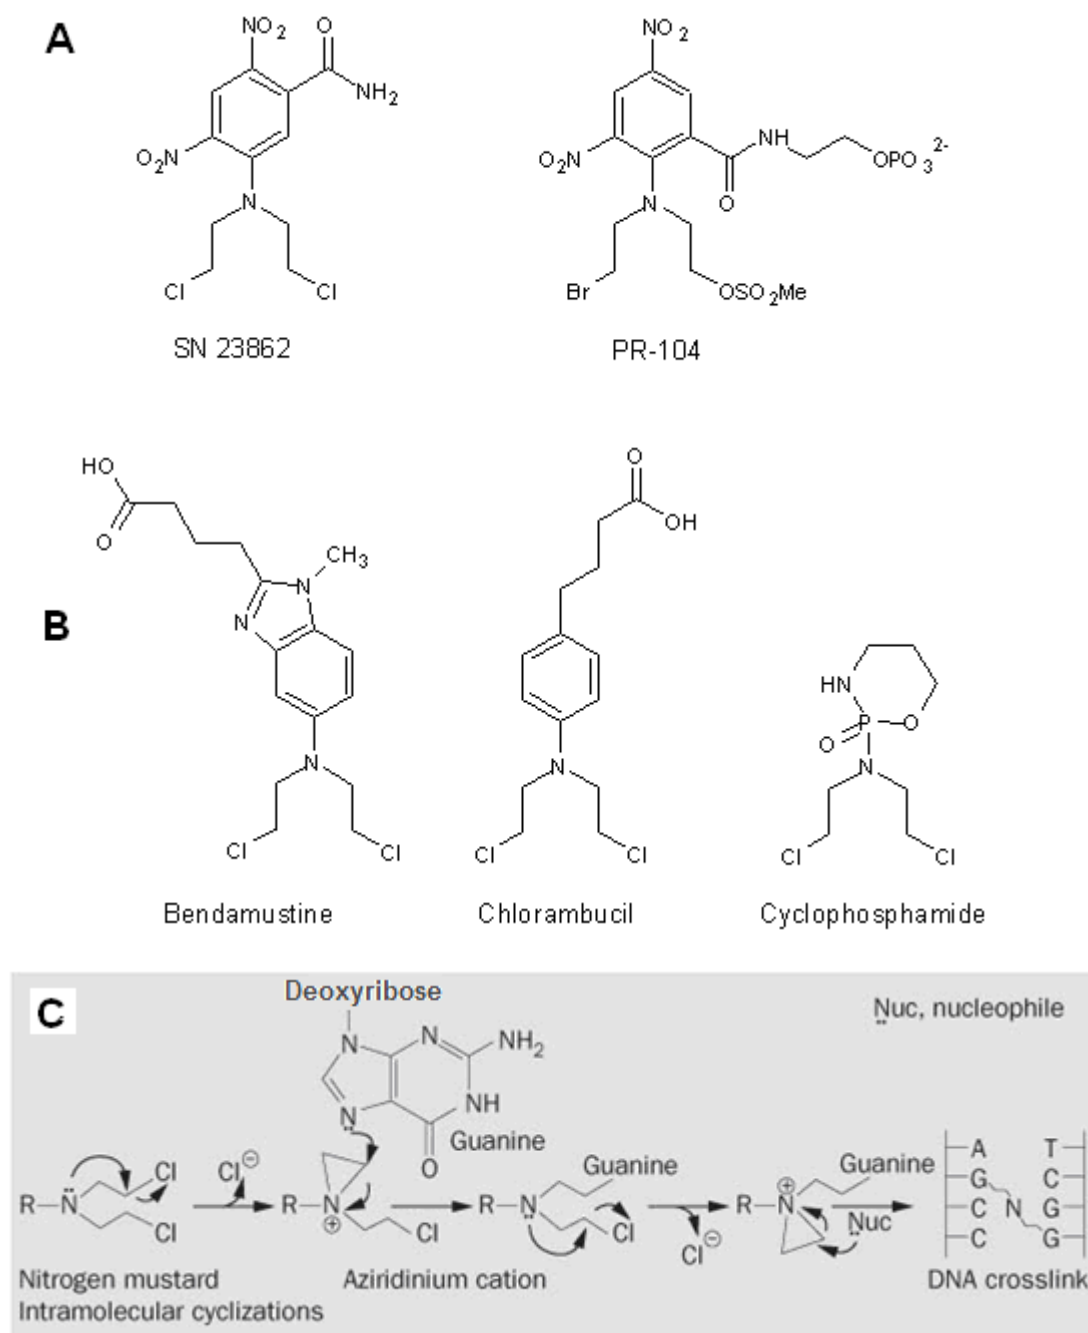 A
NO2
O
NH2
O2N
N
Cl
Cl
SN 23862
NO2
O2N
NH
OPO3 2-
O
N
Br
OSO2Me
PR-104
B
HO
O
CH3
N
N
N
Cl
Cl
Bendamustine
O
OH
N
Cl
Cl
Chlorambucil
HN
P
O
O
N
Cl
Cl
Cyclophosphamide
C
Deoxyribose
Nuc, nucleophile
N
N
NH2
N
NH
O
Guanine
R
N
Cl
Cl
Cl⊖
R
N
⊕
Cl
Guanine
R
N
Cl
Cl⊖
Guanine
⊕
R
N
Nuc
A T
G C
C N G
C G
Nitrogen mustard
Intramolecular cyclizations
Aziridinium cation
DNA crosslink